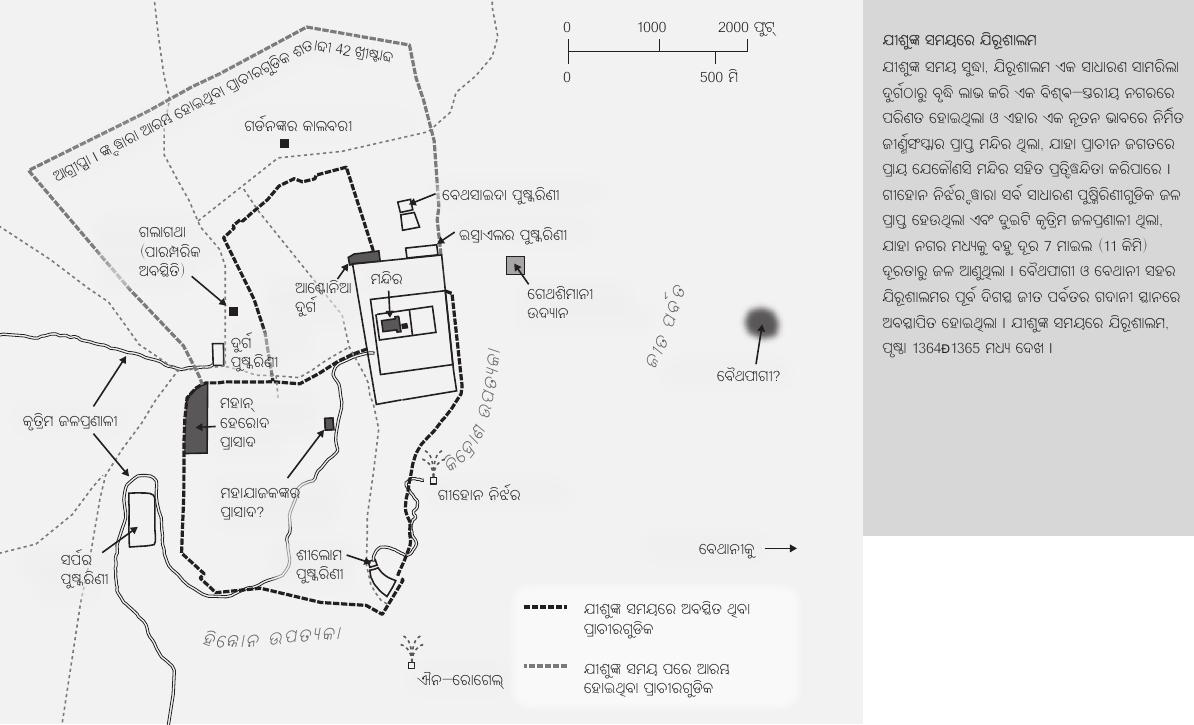 0 1000 2000 ଫୁଟ୍
0 500 ମି
ଆଗ୍ରୀପ୍ପା I ଙ୍କ ଦ୍ୱାରା ଆରମ୍ଭ ହୋଇଥିବା ପ୍ରାଚୀରଗୁଡିକ ଶତାବ୍ଦୀ 42 ଖ୍ରୀଷ୍ଟାବ୍ଦ
ଗର୍ଡନଙ୍କର କାଲବରୀ
ବେଥସାଇଦା ପୁଷ୍କରିଣୀ
ଇସ୍ରାଏଲର ପୁଷ୍କରିଣୀ
ଗଲାଗଥା
(ପାରମ୍ପରିକ
ଅବସ୍ଥିତି)
ଆଣ୍ଟୋନିଆ
ଦୁର୍ଗ
ମନ୍ଦିର
ଗେଥଶିମାନୀ
ଉଦ୍ୟାନ
ଜୀତ ପର୍ବତ
ବୈଥପାଗୀ?
ଦୁର୍ଗ
ପୁଷ୍କରିଣୀ
କୃତ୍ରିମ ଜଳପ୍ରଣାଳୀ
ମହାନ୍
ହେରୋଦ
ପ୍ରାସାଦ
କିଦ୍ରୋଣ ଉପତ୍ୟକା
ମହାଯାଜକଙ୍କର
ପ୍ରାସାଦ?
ଗୀହୋନ ନିର୍ଝର
ସର୍ପର
ପୁଷ୍କରିଣୀ
ଶୀଲୋମ
ପୁଷ୍କରିଣୀ
ବେଥାନୀକୁ
ହିନ୍ନୋନ ଉପତ୍ୟକା
ଐନ–ରୋଗେଲ୍
ଯୀଶୁଙ୍କ ସମୟରେ ଅବସ୍ଥିତ ଥିବା
ପ୍ରାଚୀରଗୁଡିକ
ଯୀଶୁଙ୍କ ସମୟ ପରେ ଆରମ୍ଭ
ହୋଇଥିବା ପ୍ରାଚୀରଗୁଡିକ
ଯୀଶୁଙ୍କ ସମୟରେ ଯିରୂଶାଲମ
ଯୀଶୁଙ୍କ ସମୟ ସୁଦ୍ଧା, ଯିରୂଶାଲମ ଏକ ସାଧାରଣ ସାମରିଳା
ଦୁର୍ଗଠାରୁ ବୃଦ୍ଧି ଲାଭ କରି ଏକ ବିଶ୍ଵ–ସ୍ତରୀୟ ନଗରରେ
ପରିଣତ ହୋଇଥିଲା ଓ ଏହାର ଏକ ନୂତନ ଭାବରେ ନିର୍ମିତ
ଜୀର୍ଣ୍ଣସଂସ୍କାର ପ୍ରାପ୍ତ ମନ୍ଦିର ଥିଲା, ଯାହା ପ୍ରାଚୀନ ଜଗତରେ
ପ୍ରାୟ ଯେକୌଣସି ମନ୍ଦିର ସହିତ ପ୍ରତିଦ୍ୱନ୍ଦିତା କରିପାରେ ।
ଗୀହୋନ ନିର୍ଝର ଦ୍ୱାରା ସର୍ବ ସାଧାରଣ ପୁଷ୍କରିଣୀଗୁଡିକ ଜଳ
ପ୍ରାପ୍ତ ହେଉଥିଲା ଏବଂ ଦୁଇଟି କୃତ୍ରିମ ଜଳପ୍ରଣାଳୀ ଥିଲା,
ଯାହା ନଗର ମଧ୍ୟକୁ ବହୁ ଦୂର 7 ମାଇଲ (11 କିମି)
ଦୂରତାରୁ ଜଳ ଆଣୁଥିଲା । ବୈଥପାଗୀ ଓ ବେଥାନୀ ସହର
ଯିରୂଶାଲମର ପୂର୍ବ ଦିଗସ୍ଥ ଜୀତ ପର୍ବତର ଗଡାନୀ ସ୍ଥାନରେ
ଅବସ୍ଥାପିତ ହୋଇଥିଲା । ଯୀଶୁଙ୍କ ସମୟରେ ଯିରୂଶାଲମ,
ପୃଷ୍ଠା 1364 1365 ମଧ୍ୟ ଦେଖ ।